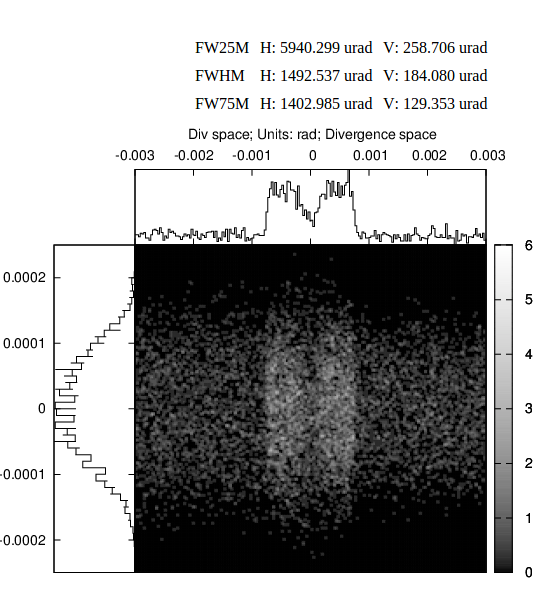 FW25M H: 5940.299 urad V: 258.706 urad
FWHM H: 1492.537 urad V: 184.080 urad
FW75M H: 1402.985 urad V: 129.353 urad
Div space; Units: rad; Divergence space
-0.003 -0.002 -0.001 0 0.001 0.002 0.003
6
0.0002
5
4
0.0001
3
0
2
-0.0001
1
-0.0002
0